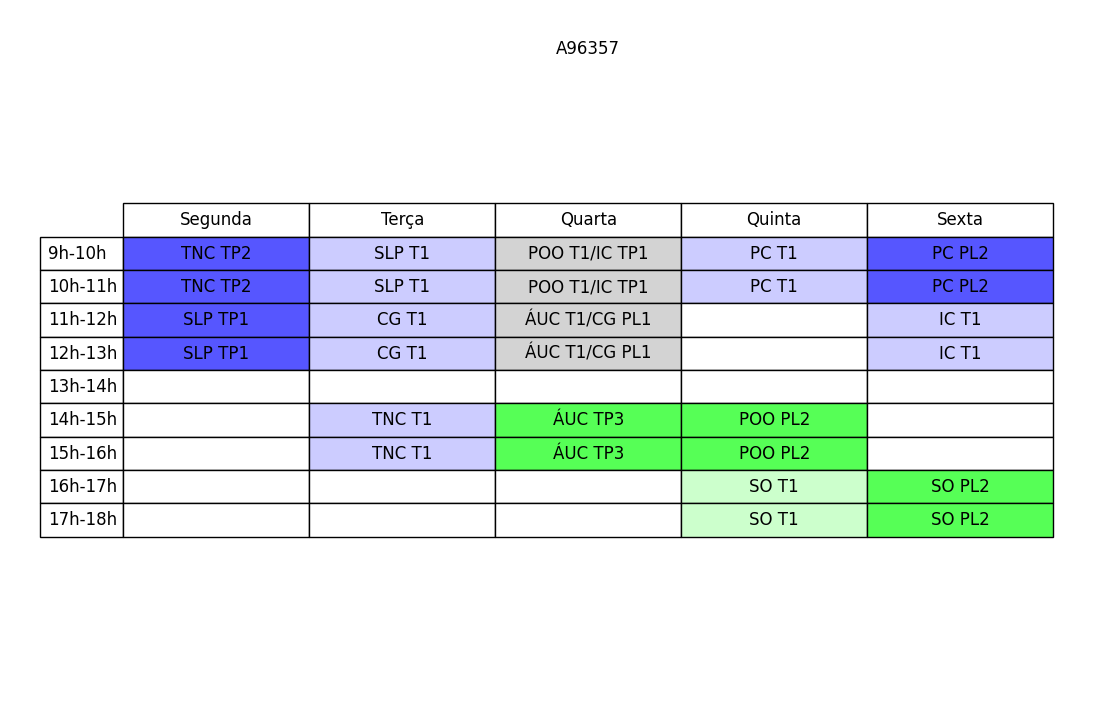 A96357
Segunda Terça Quarta Quinta Sexta
9h-10h TNC TP2 SLP T1 POO T1/IC TP1 PC T1 PC PL2
10h-11h TNC TP2 SLP T1 POO T1/IC TP1 PC T1 PC PL2
11h-12h SLP TP1 CG T1 ÁUC T1/CG PL1 IC T1
12h-13h SLP TP1 CG T1 ÁUC T1/CG PL1 IC T1
13h-14h
14h-15h TNC T1 ÁUC TP3 POO PL2
15h-16h TNC T1 ÁUC TP3 POO PL2
16h-17h SO T1 SO PL2
17h-18h SO T1 SO PL2